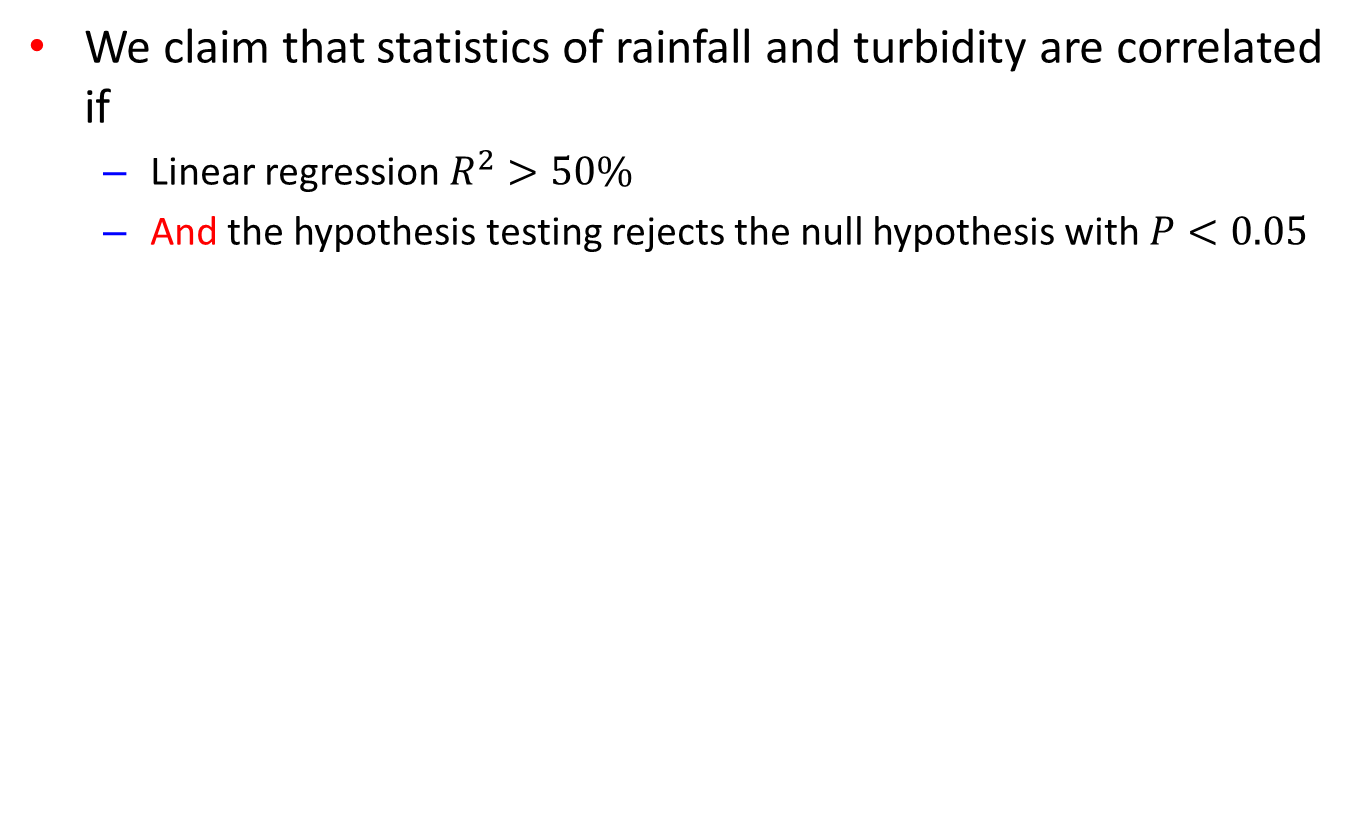 • We claim that statistics of rainfall and turbidity are correlated
if
– Linear regression R² > 50%
– And the hypothesis testing rejects the null hypothesis with P < 0.05